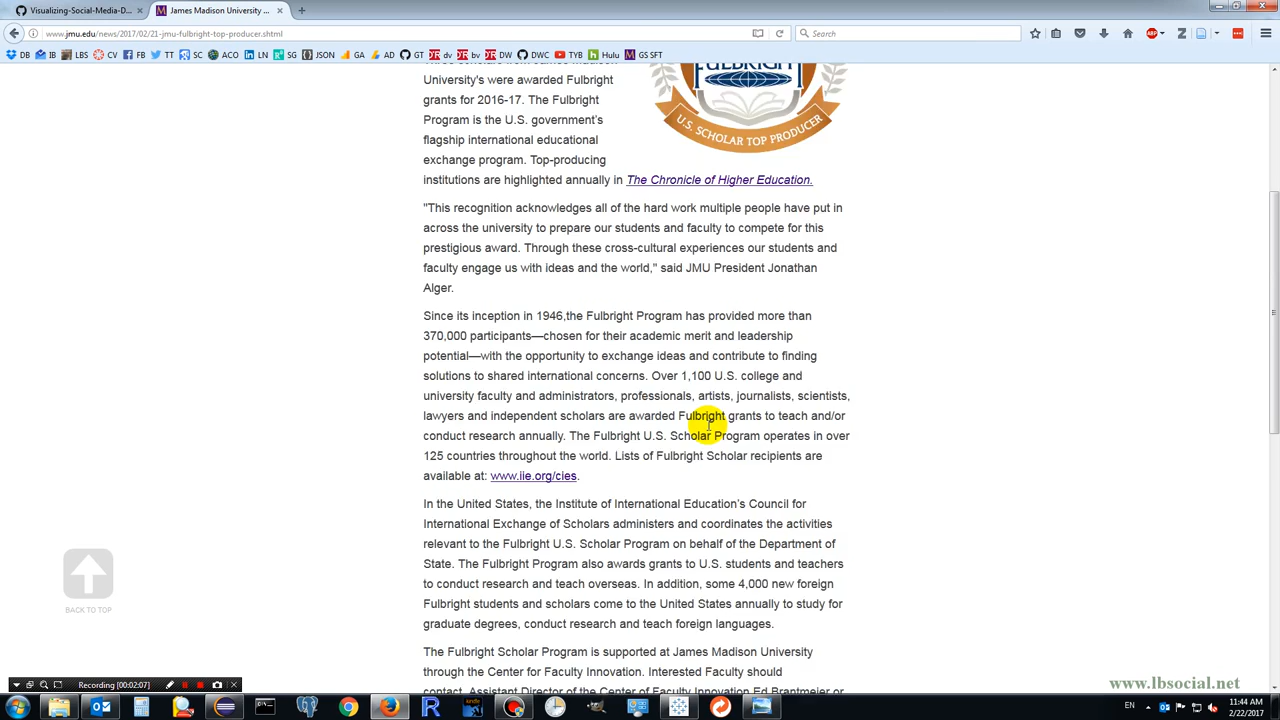 Visualizing-Social-Media-D...
James Madison University ...
www.jmu.edu/news/2017/02/21-jmu-fulbright-top-producer.shtml
Search
DB IB LBS CV FB TT SC ACO LN SG JSON GA AD GT dv bv DW DWC TYB Hulu GS SFT
University's were awarded Fulbright
grants for 2016-17. The Fulbright
Program is the U.S. government's
flagship international educational
exchange program. Top-producing
institutions are highlighted annually in The Chronicle of Higher Education.
FULBRIGHT
U.S. SCHOLAR TOP PRODUCER
"This recognition acknowledges all of the hard work multiple people have put in
across the university to prepare our students and faculty to compete for this
prestigious award. Through these cross-cultural experiences our students and
faculty engage us with ideas and the world," said JMU President Jonathan
Alger.
Since its inception in 1946,the Fulbright Program has provided more than
370,000 participants—chosen for their academic merit and leadership
potential—with the opportunity to exchange ideas and contribute to finding
solutions to shared international concerns. Over 1,100 U.S. college and
university faculty and administrators, professionals, artists, journalists, scientists,
lawyers and independent scholars are awarded Fulbright grants to teach and/or
conduct research annually. The Fulbright U.S. Scholar Program operates in over
125 countries throughout the world. Lists of Fulbright Scholar recipients are
available at: www.iie.org/cies.
In the United States, the Institute of International Education's Council for
International Exchange of Scholars administers and coordinates the activities
relevant to the Fulbright U.S. Scholar Program on behalf of the Department of
State. The Fulbright Program also awards grants to U.S. students and teachers
to conduct research and teach overseas. In addition, some 4,000 new foreign
Fulbright students and scholars come to the United States annually to study for
graduate degrees, conduct research and teach foreign languages.
The Fulbright Scholar Program is supported at James Madison University
through the Center for Faculty Innovation. Interested Faculty should
contact, Assistant Director of the Center of Faculty Innovation Ed Brantmeier or
BACK TO TOP
Recording [00:02:07]
www.lbsocial.net
EN
11:44 AM
2/22/2017